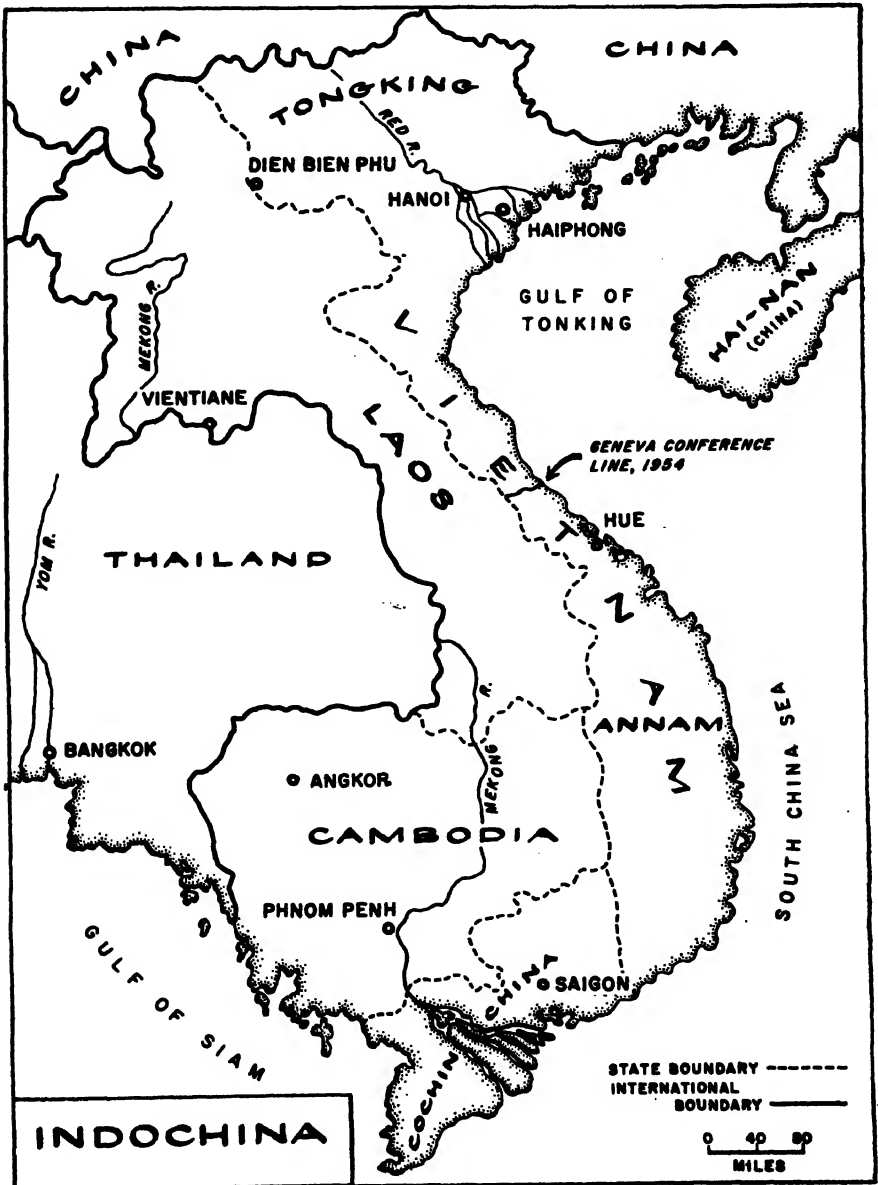 CHINA
CHINA
TONGKING
RED R.
DIEN BIEN PHU
HANOI
HAIPHONG
GULF OF
TONKING
HAI-NAN
(CHINA)
MEKONG R.
VIENTIANE
LAOS
VIETNAM
GENEVA CONFERENCE
LINE, 1954
HUE
YOM R.
THAILAND
BANGKOK
ANGKOR
MEKONG R.
ANNAM
CAMBODIA
SOUTH CHINA SEA
PHNOM PENH
GULF OF SIAM
COCHIN CHINA
SAIGON
STATE BOUNDARY
INTERNATIONAL
BOUNDARY
0 40 80
MILES
INDOCHINA